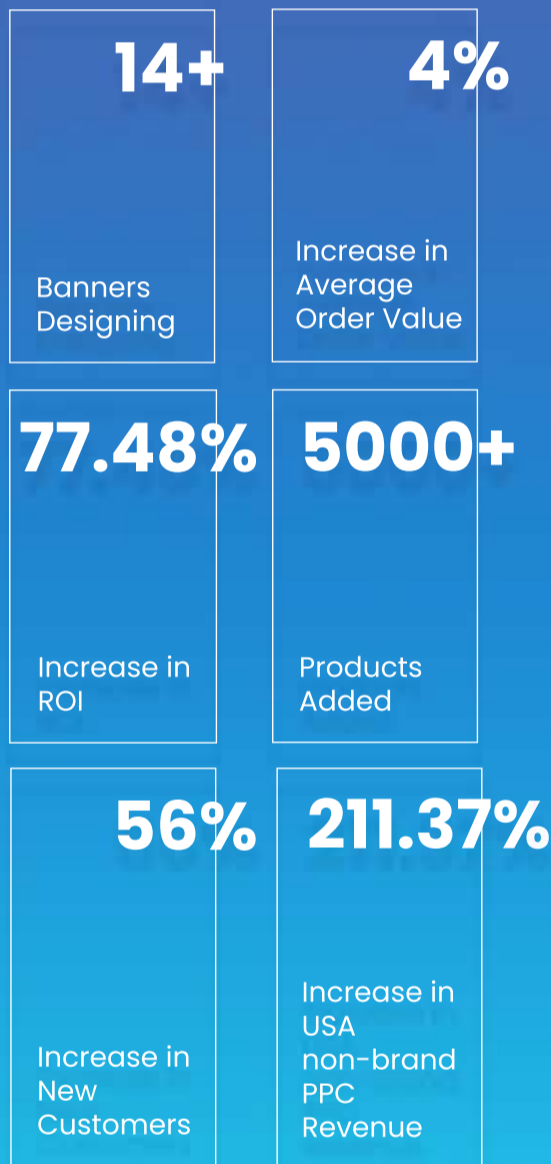 14+
Banners
Designing
4%
Increase in
Average
Order Value
77.48%
Increase in
ROI
5000+
Products
Added
56%
Increase in
New
Customers
211.37%
Increase in
USA
non-brand
PPC
Revenue